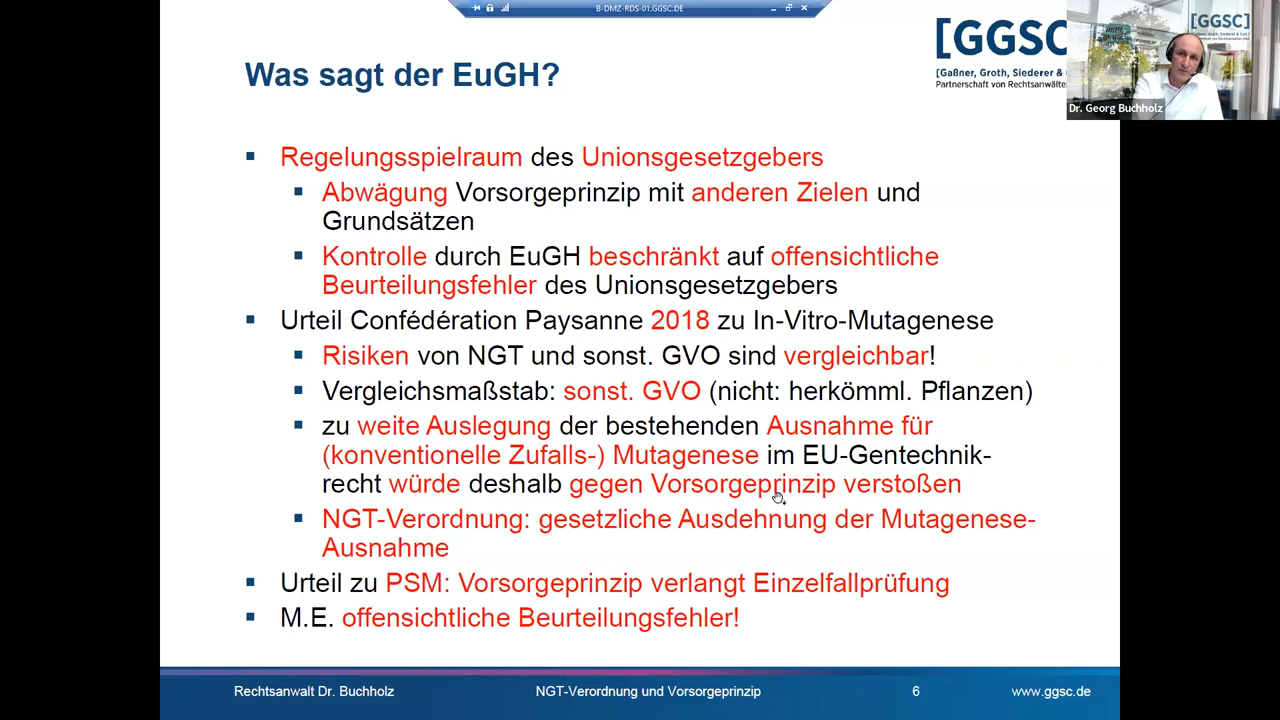 B-DMZ-RDS-01.GGSC.DE
[GGSC
[Gaßner, Groth, Siederer &
Partnerschaft von Rechtsanwälte
[GGSC]
Dr. Georg Buchholz
Was sagt der EuGH?
Regelungsspielraum des Unionsgesetzgebers
Abwägung Vorsorgeprinzip mit anderen Zielen und
Grundsätzen
Kontrolle durch EuGH beschränkt auf offensichtliche
Beurteilungsfehler des Unionsgesetzgebers
Urteil Confédération Paysanne 2018 zu In-Vitro-Mutagenese
Risiken von NGT und sonst. GVO sind vergleichbar!
Vergleichsmaßstab: sonst. GVO (nicht: herkömml. Pflanzen)
zu weite Auslegung der bestehenden Ausnahme für
(konventionelle Zufalls-) Mutagenese im EU-Gentechnik-
recht würde deshalb gegen Vorsorgeprinzip verstoßen
NGT-Verordnung: gesetzliche Ausdehnung der Mutagenese-
Ausnahme
Urteil zu PSM: Vorsorgeprinzip verlangt Einzelfallprüfung
M.E. offensichtliche Beurteilungsfehler!
Rechtsanwalt Dr. Buchholz
NGT-Verordnung und Vorsorgeprinzip
6
www.ggsc.de